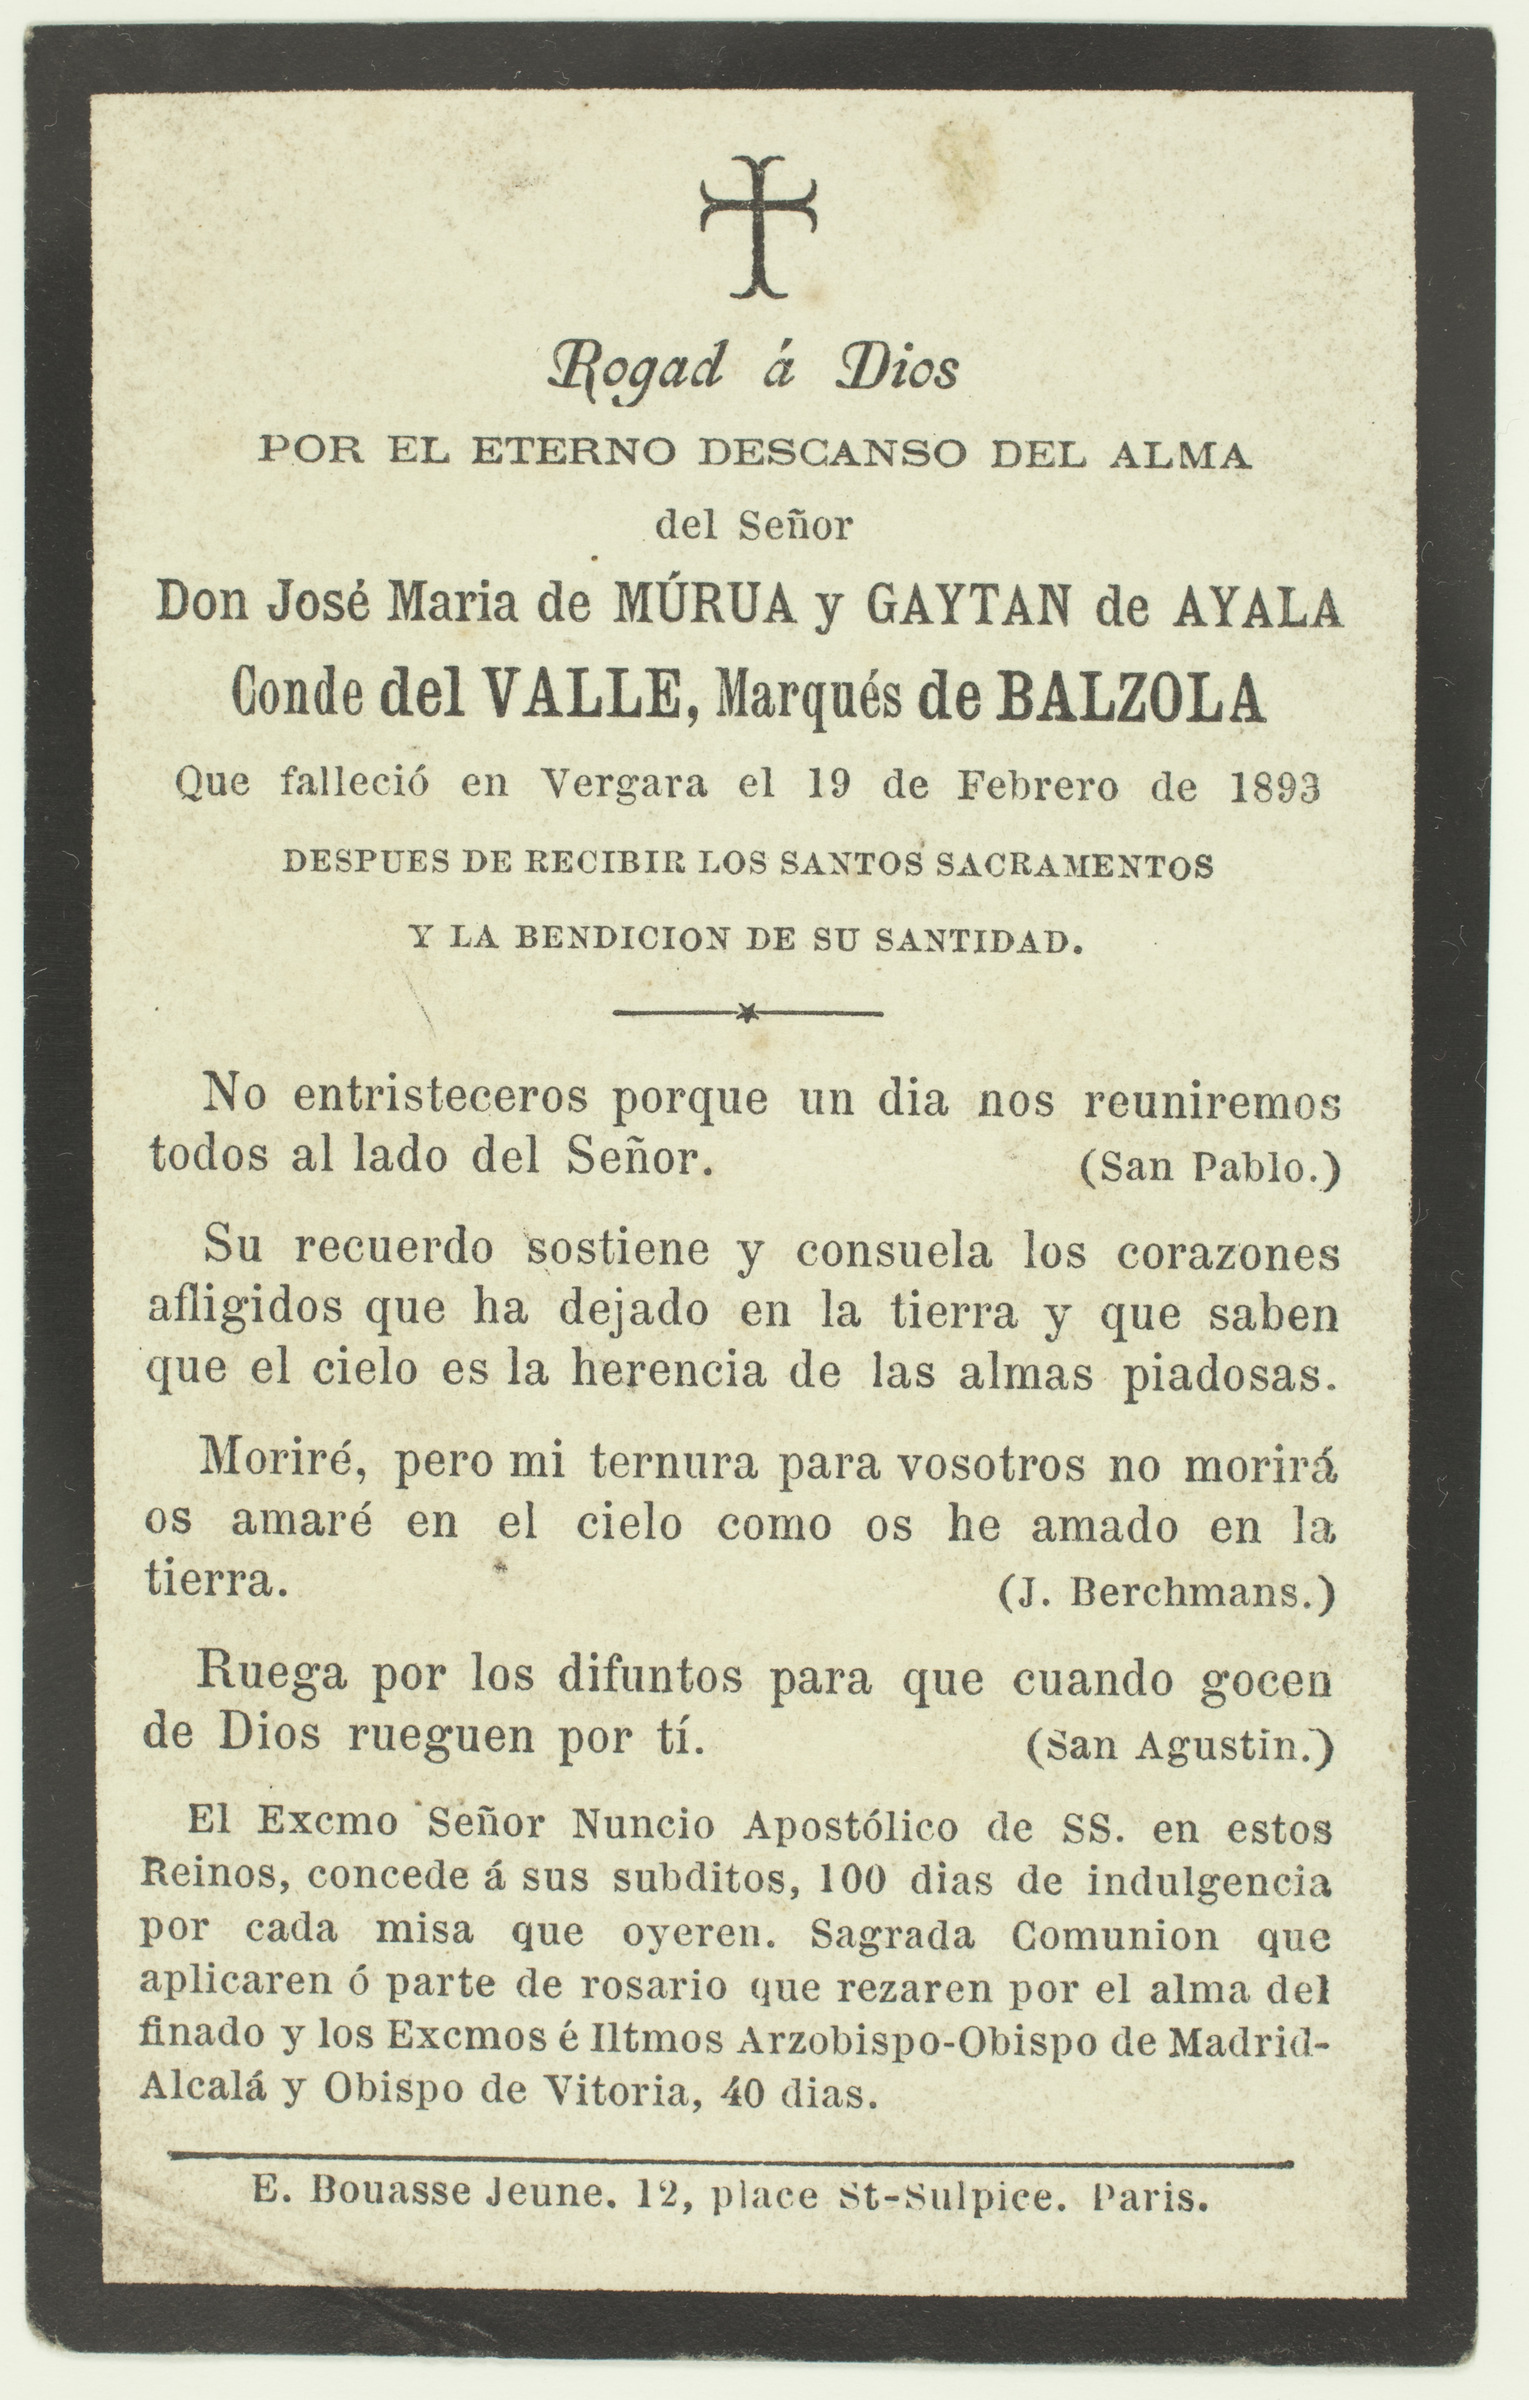 Rogad á Dios
POR EL ETERNO DESCANSO DEL ALMA
del Señor
Don José Maria de MÚRUA y GAYTAN de AYALA
Conde del VALLE, Marqués de BALZOLA
Que falleció en Vergara el 19 de Febrero de 1893
DESPUES DE RECIBIR LOS SANTOS SACRAMENTOS
Y LA BENDICION DE SU SANTIDAD.
No entristeceros porque un dia nos reuniremos
todos al lado del Señor. (San Pablo.)
Su recuerdo sostiene y consuela los corazones
afligidos que ha dejado en la tierra y que saben
que el cielo es la herencia de las almas piadosas.
Moriré, pero mi ternura para vosotros no morirá
os amaré en el cielo como os he amado en la
tierra. (J. Berchmans.)
Ruega por los difuntos para que cuando gocen
de Dios rueguen por tí. (San Agustin.)
El Excmo Señor Nuncio Apostólico de SS. en estos
Reinos, concede á sus subditos, 100 dias de indulgencia
por cada misa que oyeren. Sagrada Comunion que
aplicaren ó parte de rosario que rezaren por el alma del
finado y los Excmos é Iltmos Arzobispo-Obispo de Madrid-
Alcalá y Obispo de Vitoria, 40 dias.
E. Bouasse Jeune. 12, place St-Sulpice. Paris.